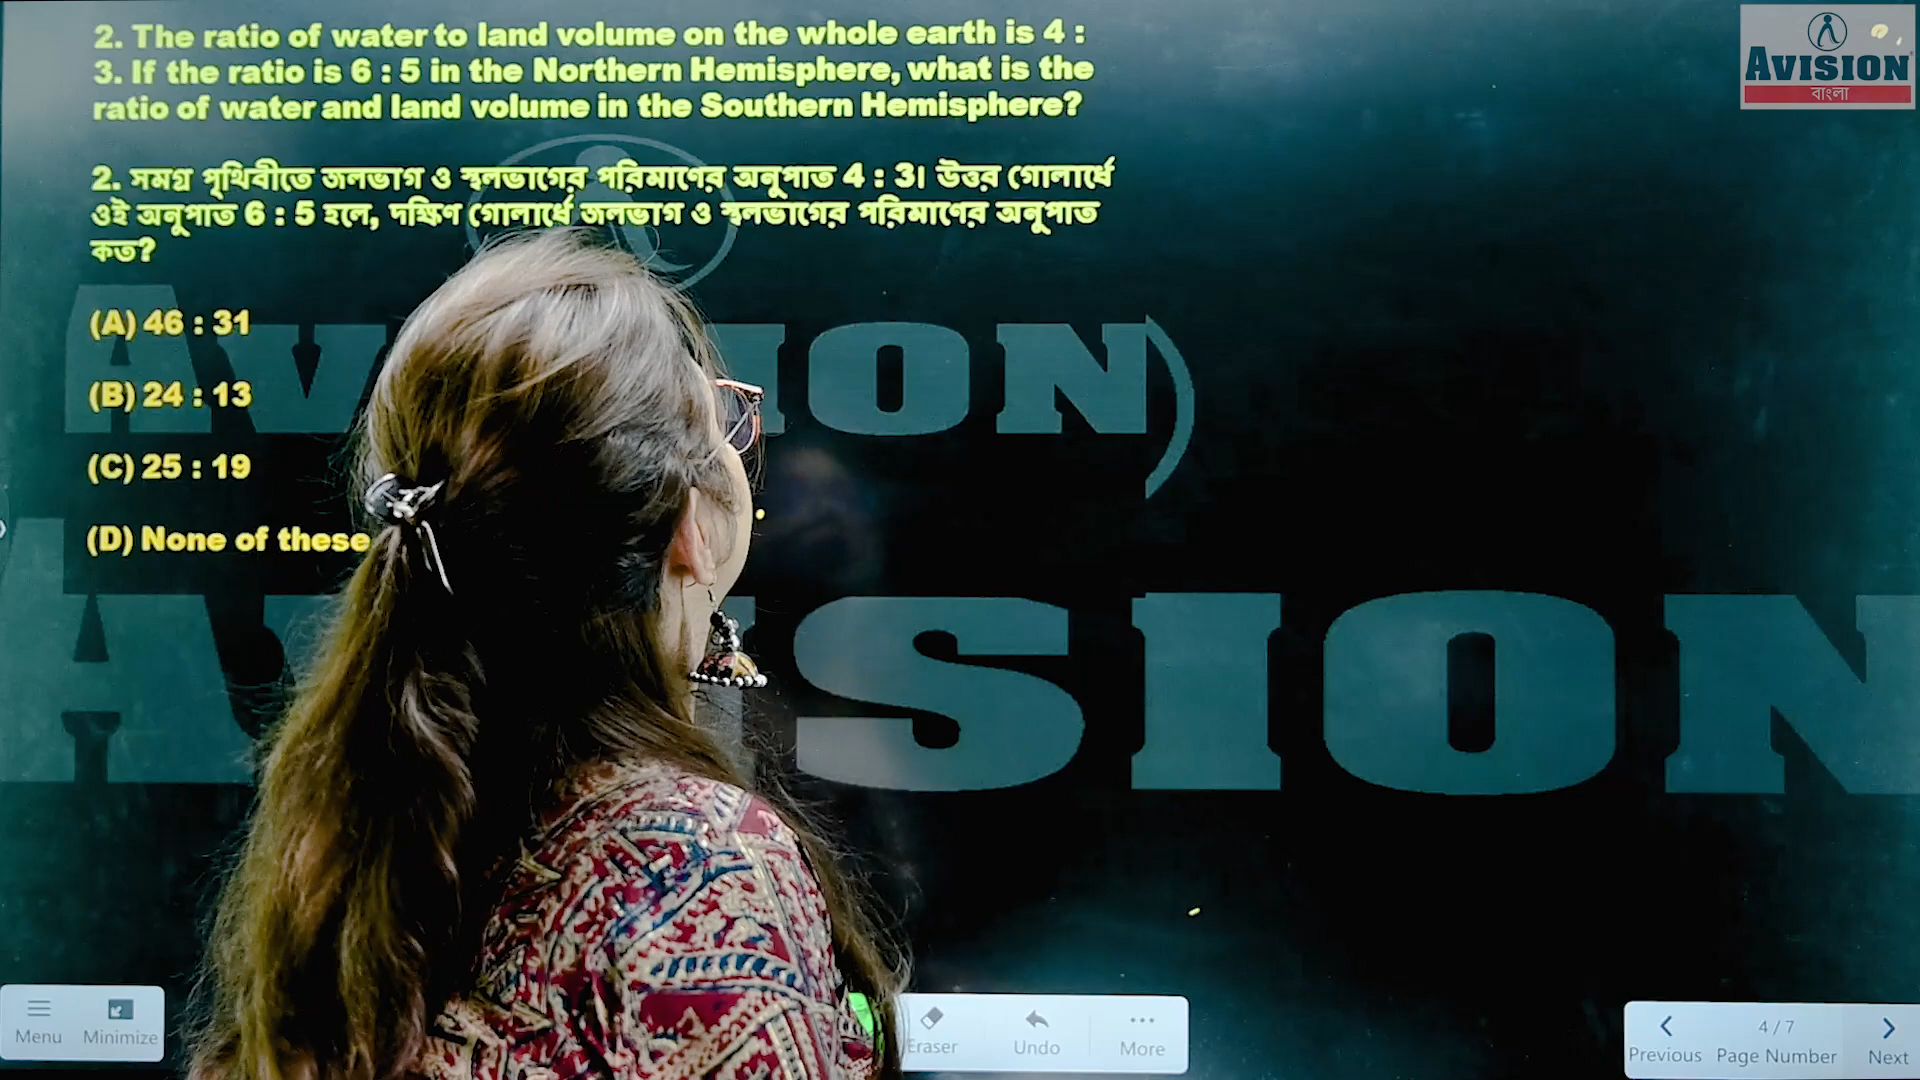 2. The ratio of water to land volume on the whole earth is 4 :
3. If the ratio is 6 : 5 in the Northern Hemisphere, what is the
ratio of water and land volume in the Southern Hemisphere?
2. সমগ্র পৃথিবীতে জলভাগ ও স্থলভাগের পরিমাণের অনুপাত 4 : 3। উত্তর গোলার্ধে
ওই অনুপাত 6 : 5 হলে, দক্ষিণ গোলার্ধে জলভাগ ও স্থলভাগের পরিমাণের অনুপাত
কত?
(A) 46 : 31
(B) 24 : 13
(C) 25 : 19
(D) None of these
AVISION
বাংলা
Menu
Minimize
Eraser
Undo
More
Previous
4 / 7
Page Number
Next